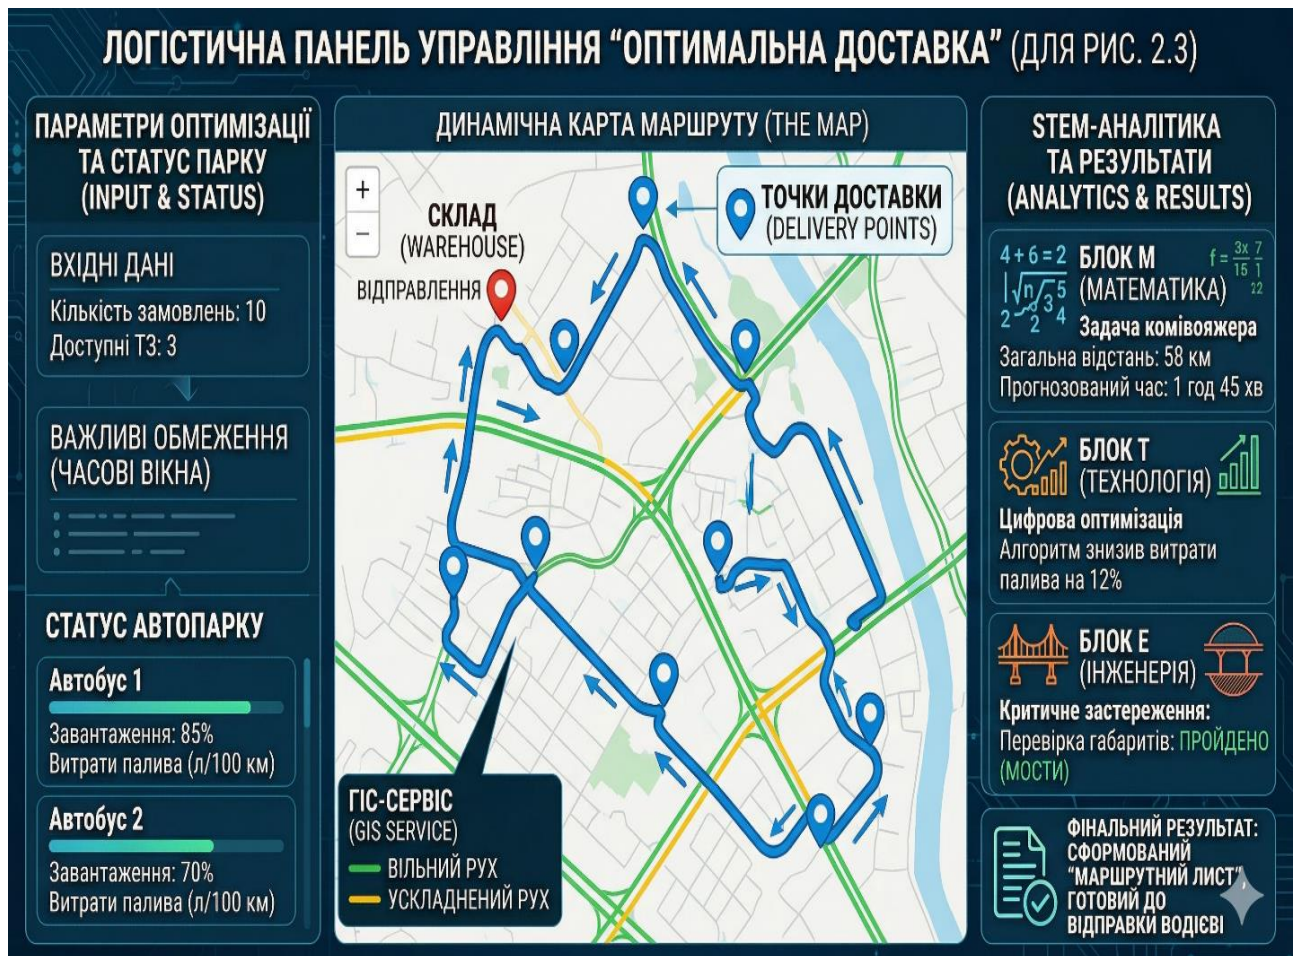 ЛОГІСТИЧНА ПАНЕЛЬ УПРАВЛІННЯ “ОПТИМАЛЬНА ДОСТАВКА” (ДЛЯ РИС. 2.3)
ПАРАМЕТРИ ОПТИМІЗАЦІЇ
ТА СТАТУС ПАРКУ
(INPUT & STATUS)
ВХІДНІ ДАНІ
Кількість замовлень: 10
Доступні ТЗ: 3
ВАЖЛИВІ ОБМЕЖЕННЯ
(ЧАСОВІ ВІКНА)
СТАТУС АВТОПАРКУ
Автобус 1
Завантаження: 85%
Витрати палива (л/100 км)
Автобус 2
Завантаження: 70%
Витрати палива (л/100 км)
ДИНАМІЧНА КАРТА МАРШРУТУ (THE MAP)
+
−
СКЛАД
(WAREHOUSE)
ВІДПРАВЛЕННЯ
ТОЧКИ ДОСТАВКИ
(DELIVERY POINTS)
ГІС-СЕРВІС
(GIS SERVICE)
ВІЛЬНИЙ РУХ
УСКЛАДНЕНИЙ РУХ
STEM-АНАЛІТИКА
ТА РЕЗУЛЬТАТИ
(ANALYTICS & RESULTS)
4+6=2
БЛОК М
(МАТЕМАТИКА)
Задача комівояжера
Загальна відстань: 58 км
Прогнозований час: 1 год 45 хв
БЛОК Т
(ТЕХНОЛОГІЯ)
Цифрова оптимізація
Алгоритм знизив витрати
палива на 12%
БЛОК Е
(ІНЖЕНЕРІЯ)
Критичне застереження:
Перевірка габаритів: ПРОЙДЕНО
(МОСТИ)
ФІНАЛЬНИЙ РЕЗУЛЬТАТ:
СФОРМОВАНИЙ
“МАРШРУТНИЙ ЛИСТ”,
ГОТОВИЙ ДО
ВІДПРАВКИ ВОДІЄВІ